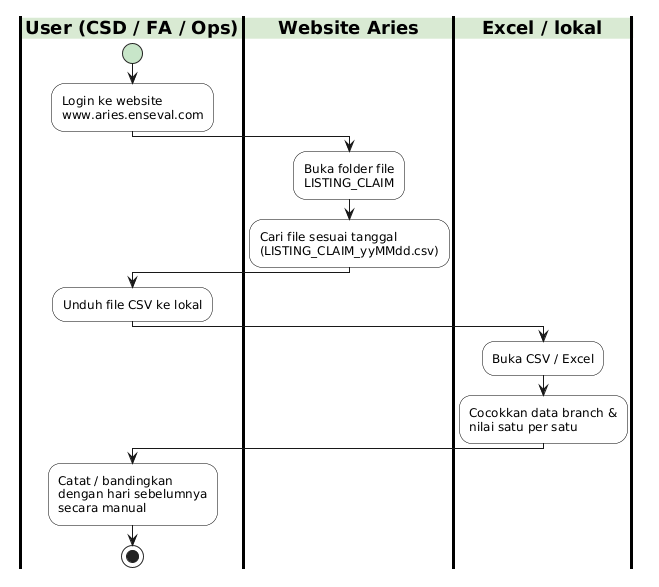 User (CSD / FA / Ops)
Website Aries
Excel / lokal
Login ke website
www.aries.enseval.com
Buka folder file
LISTING_CLAIM
Cari file sesuai tanggal
(LISTING_CLAIM_yyMMdd.csv)
Unduh file CSV ke lokal
Buka CSV / Excel
Cocokkan data branch &
nilai satu per satu
Catat / bandingkan
dengan hari sebelumnya
secara manual